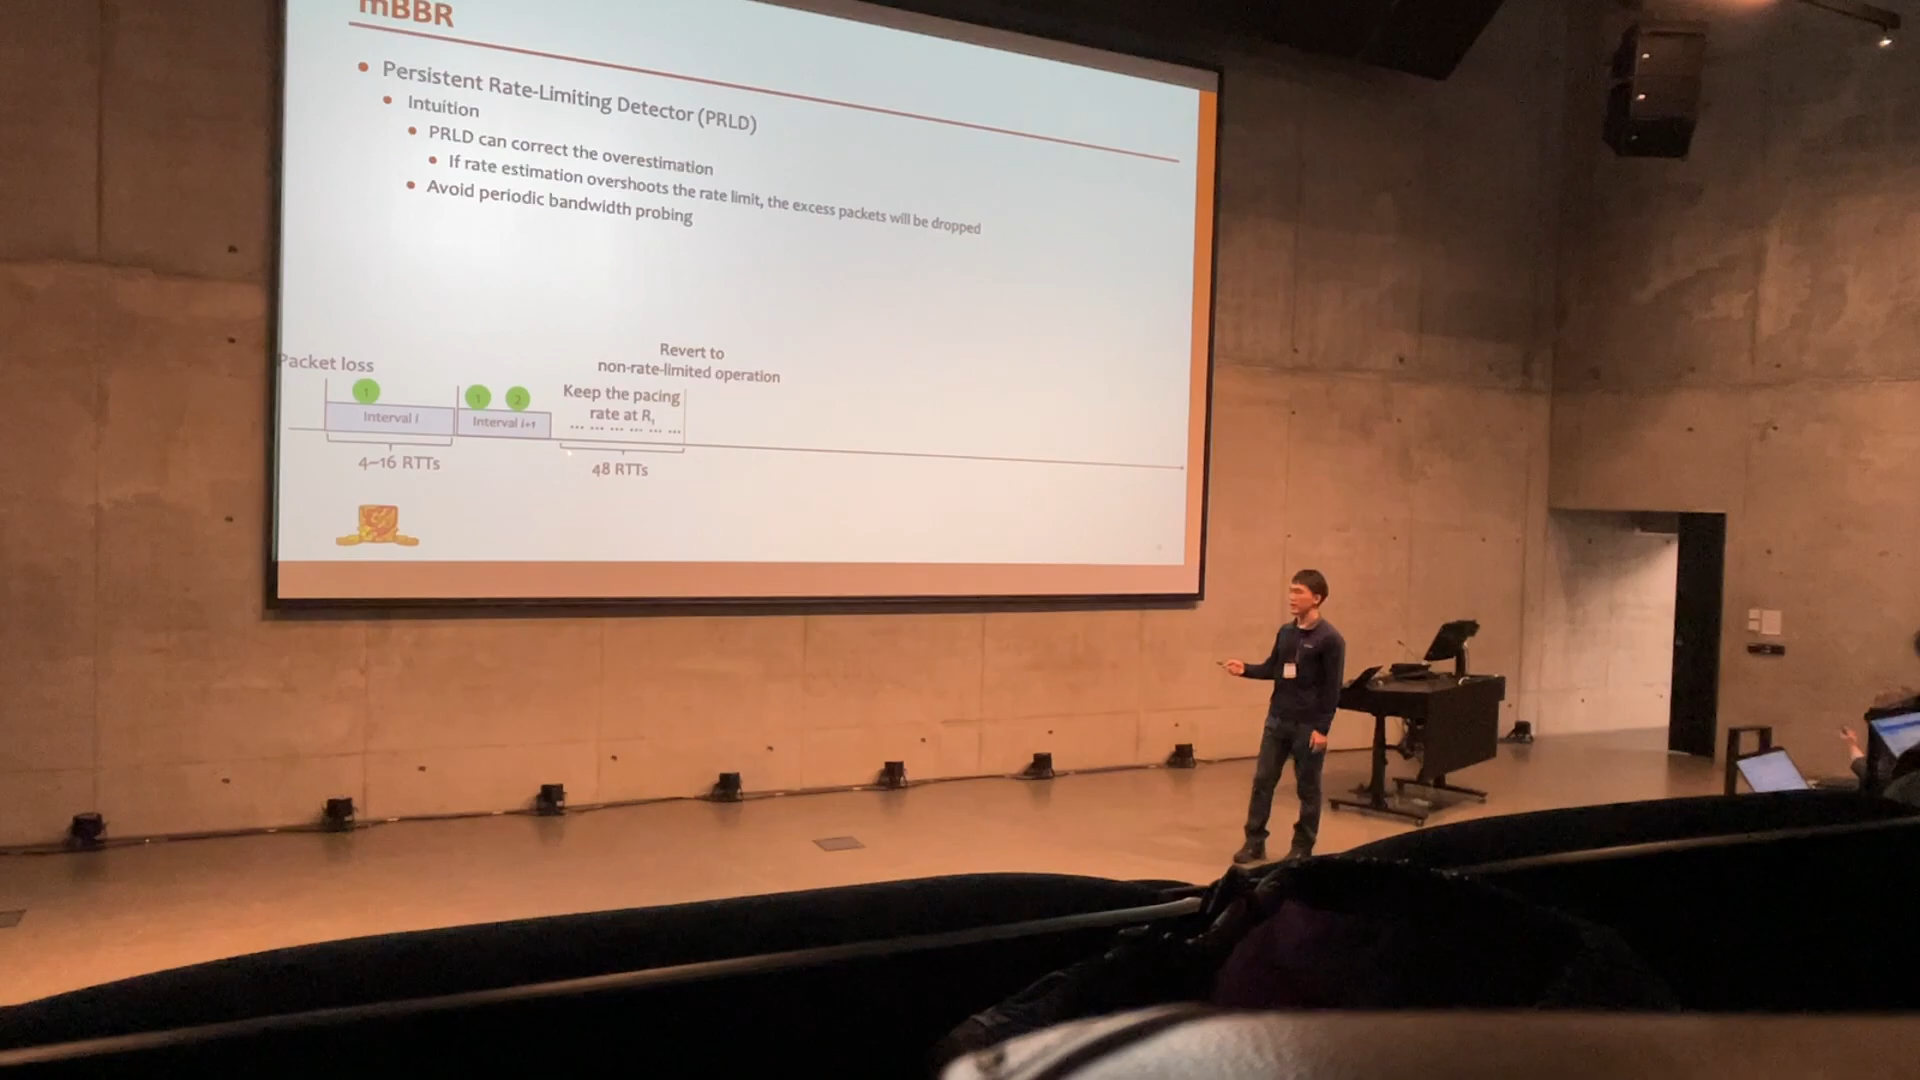 mBBR
Persistent Rate-Limiting Detector (PRLD)
Intuition
PRLD can correct the overestimation
If rate estimation overshoots the rate limit, the excess packets will be dropped
Avoid periodic bandwidth probing
Packet loss
1
Interval i
4~16 RTTs
1 2
Interval i+1
Revert to
non-rate-limited operation
Keep the pacing
rate at Rₗ
... ... ... ... ... ...
48 RTTs